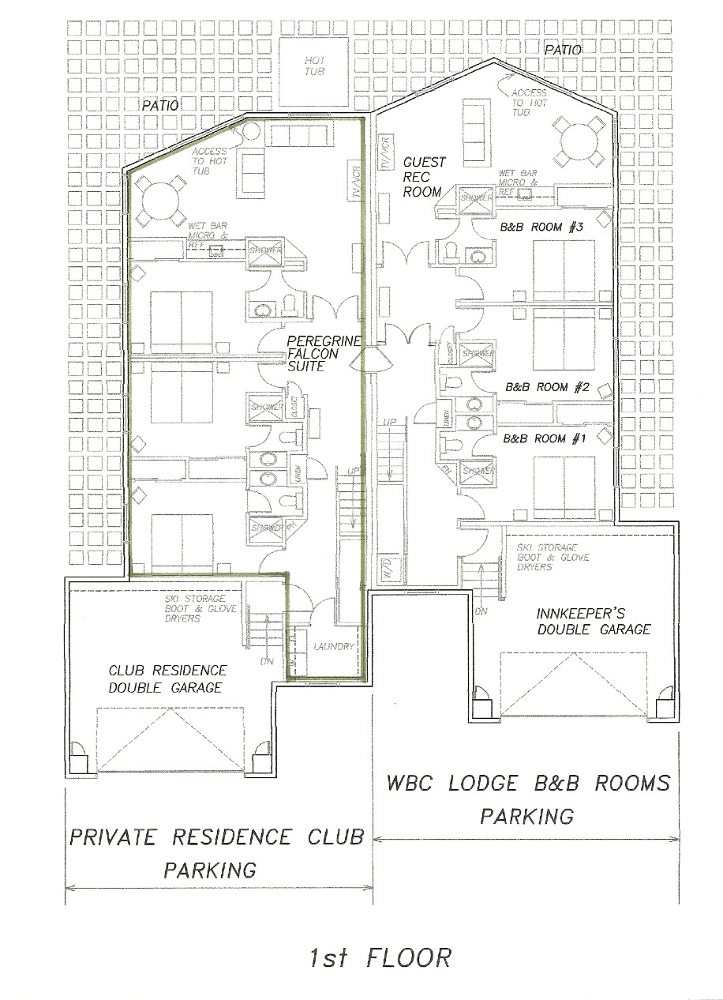 HOT
TUB
PATIO
PATIO
ACCESS
TO HOT
TUB
ACCESS
TO HOT
TUB
TV/VCR
TV/VCR
GUEST
REC
ROOM
WET BAR
MICRO &
REF
SHOWER
B&B ROOM #3
WET BAR
MICRO &
REF
SHOWER
PEREGRINE
FALCON
SUITE
CLOSET
SHOWER
B&B ROOM #2
SHOWER
CLOSET
LINEN
UP
B&B ROOM #1
LINEN
UP
PH
SHOWER
SHOWER
PH
W/D
SKI STORAGE
BOOT & GLOVE
DRYERS
DN
INNKEEPER'S
DOUBLE GARAGE
SKI STORAGE
BOOT & GLOVE
DRYERS
DN
LAUNDRY
CLUB RESIDENCE
DOUBLE GARAGE
WBC LODGE B&B ROOMS
PARKING
PRIVATE RESIDENCE CLUB
PARKING
1st FLOOR